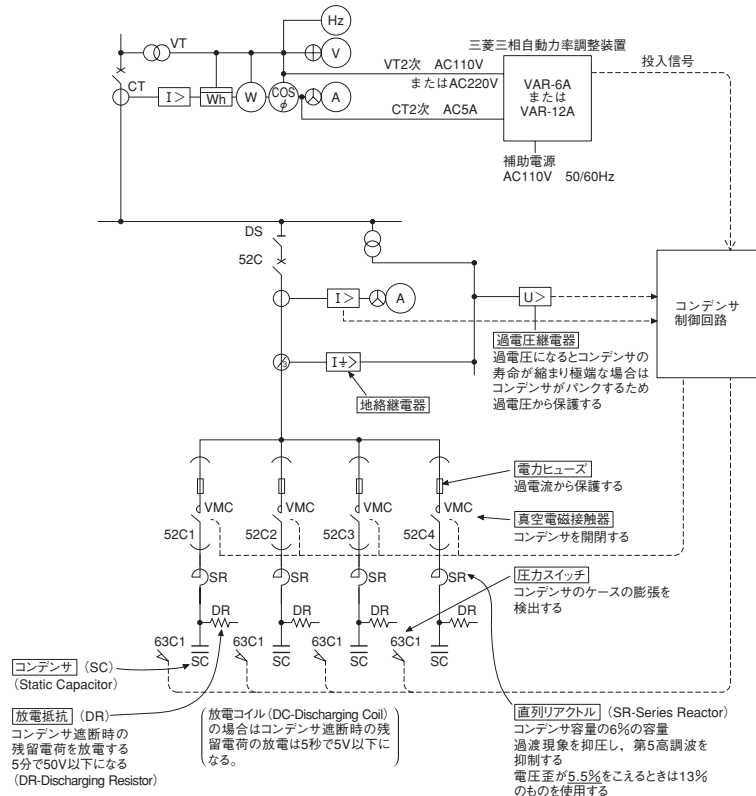 Hz
VT
V
三菱三相自動力率調整装置
VT2次 AC110V
またはAC220V
投入信号
VAR-6A
または
VAR-12A
CT
I>
Wh
W
COS
φ
A
CT2次 AC5A
補助電源
AC110V 50/60Hz
DS
52C
I>
A
U>
コンデンサ
制御回路
過電圧継電器
過電圧になるとコンデンサの
寿命が縮まり極端な場合は
コンデンサがパンクするため
過電圧から保護する
3
I⏚>
地絡継電器
電力ヒューズ
過電流から保護する
VMC
VMC
VMC
VMC
真空電磁接触器
コンデンサを開閉する
52C1
52C2
52C3
52C4
圧力スイッチ
コンデンサのケースの膨張を
検出する
SR
SR
SR
SR
DR
DR
DR
DR
63C1
63C1
63C1
63C1
SC
SC
SC
SC
コンデンサ (SC)
(Static Capacitor)
放電抵抗 (DR)
コンデンサ遮断時の
残留電荷を放電する
5分で50V以下になる
(DR-Discharging Resistor)
放電コイル(DC-Discharging Coil)
の場合はコンデンサ遮断時の残
留電荷の放電は5秒で5V以下に
なる。
直列リアクトル (SR-Series Reactor)
コンデンサ容量の6%の容量
過渡現象を抑圧し，第5高調波を
抑制する
電圧歪が5.5%をこえるときは13%
のものを使用する